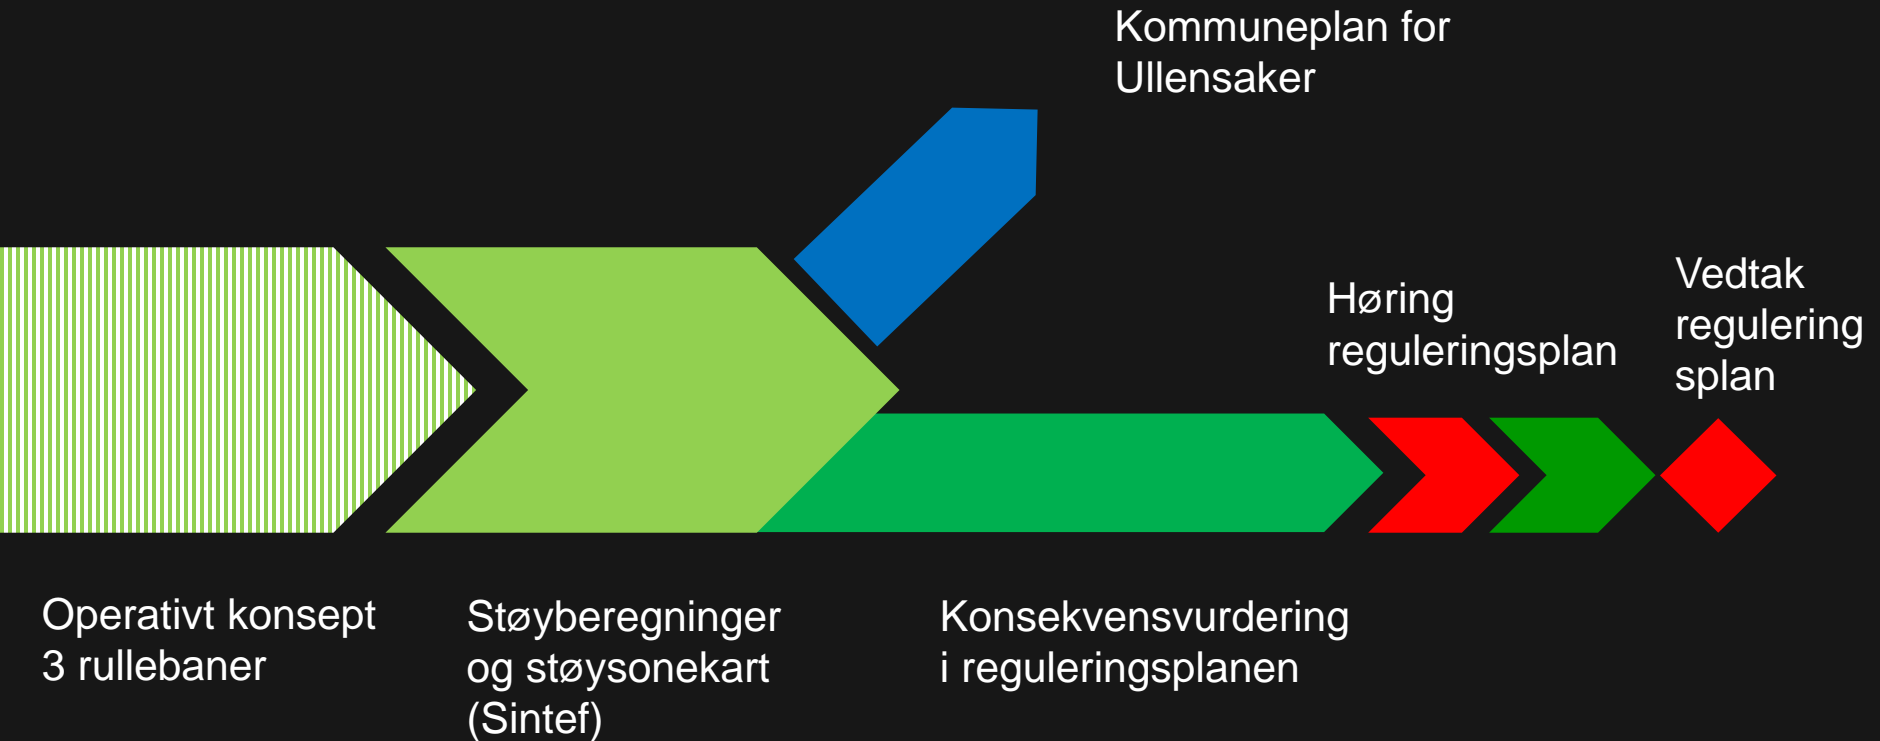 Kommuneplan for
Ullensaker
Høring
reguleringsplan
Vedtak
regulering
splan
Operativt konsept
3 rullebaner
Støyberegninger
og støysonekart
(Sintef)
Konsekvensvurdering
i reguleringsplanen